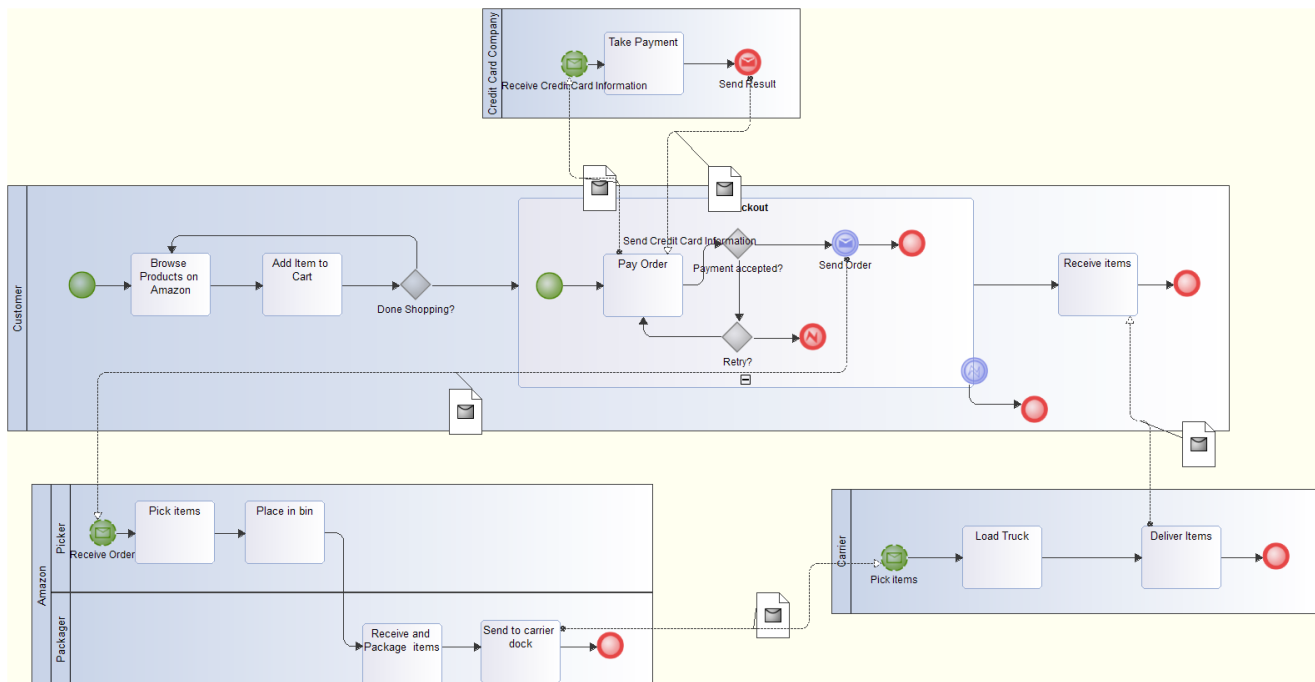 Credit Card Company
Take Payment
Receive Credit Card Information
Send Result
Customer
ckout
Browse
Products on
Amazon
Add Item to
Cart
Done Shopping?
Send Credit Card Information
Pay Order
Payment accepted?
Send Order
Retry?
Receive items
Amazon
Picker
Receive Order
Pick items
Place in bin
Packager
Receive and
Package items
Send to carrier
dock
Carrier
Pick items
Load Truck
Deliver Items